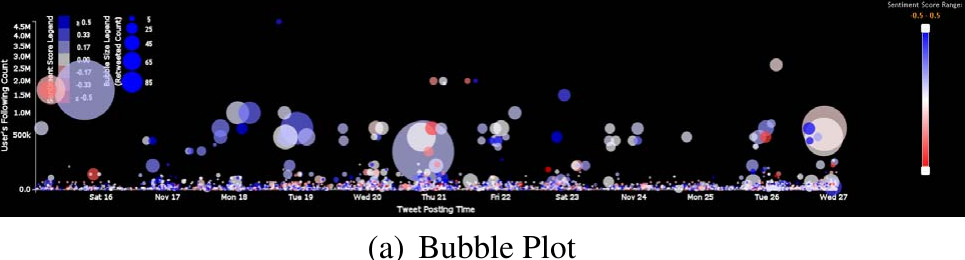 Sentiment Score Range:
-0.5 - 0.5
4.5M
4.0M
3.5M
3.0M
2.5M
2.0M
1.5M
1.0M
500k
0.0
User's Following Count
Score Legend
≥ 0.5
0.33
0.17
0.00
-0.17
-0.33
≤ -0.5
Bubble Size Legend
(Retweeted Count)
5
25
45
65
85
Sat 16 Nov 17 Mon 18 Tue 19 Wed 20 Thu 21 Fri 22 Sat 23 Nov 24 Mon 25 Tue 26 Wed 27
Tweet Posting Time
(a) Bubble Plot